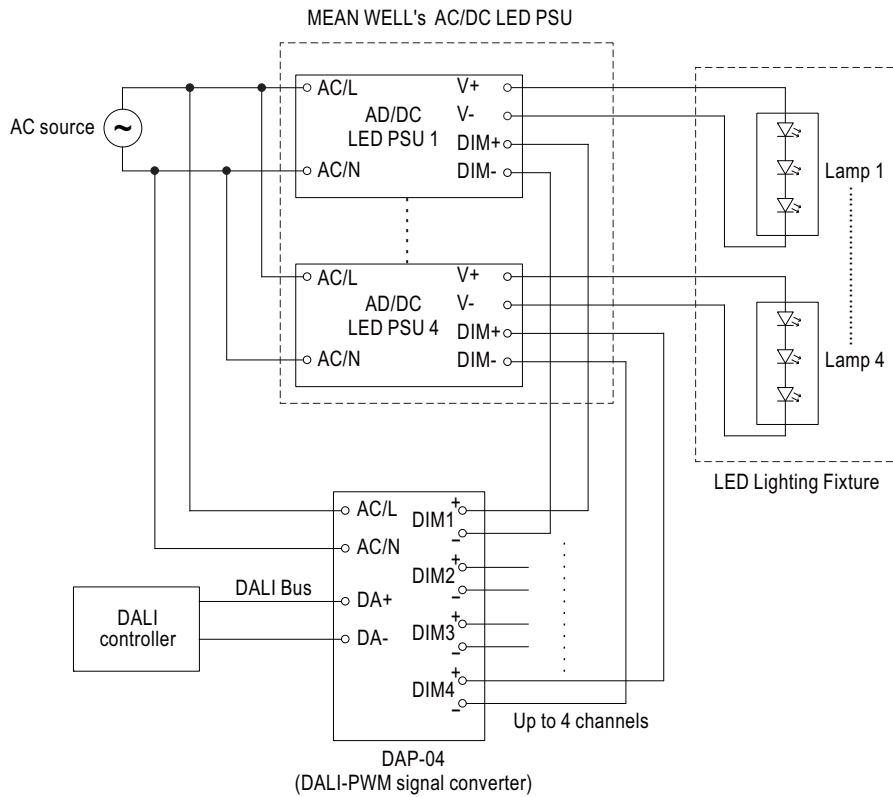 MEAN WELL's AC/DC LED PSU
AC source
~
AC/L
AD/DC
LED PSU 1
AC/N
V+
V-
DIM+
DIM-
Lamp 1
AC/L
AD/DC
LED PSU 4
AC/N
V+
V-
DIM+
DIM-
Lamp 4
LED Lighting Fixture
AC/L
AC/N
DA+
DA-
DIM1
+
–
DIM2
+
–
DIM3
+
–
DIM4
+
–
DALI Bus
DALI
controller
Up to 4 channels
DAP-04
(DALI-PWM signal converter)